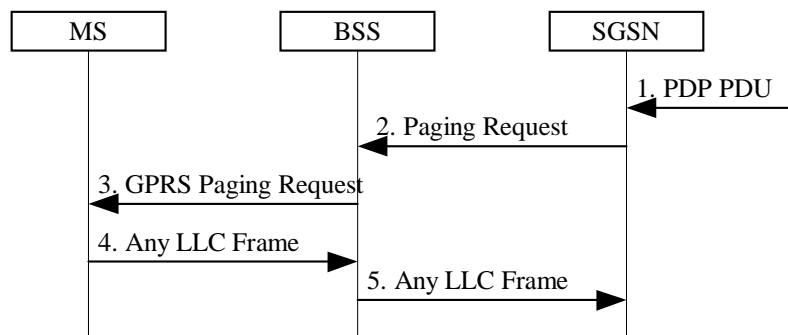 MS
BSS
SGSN
1. PDP PDU
2. Paging Request
3. GPRS Paging Request
4. Any LLC Frame
5. Any LLC Frame